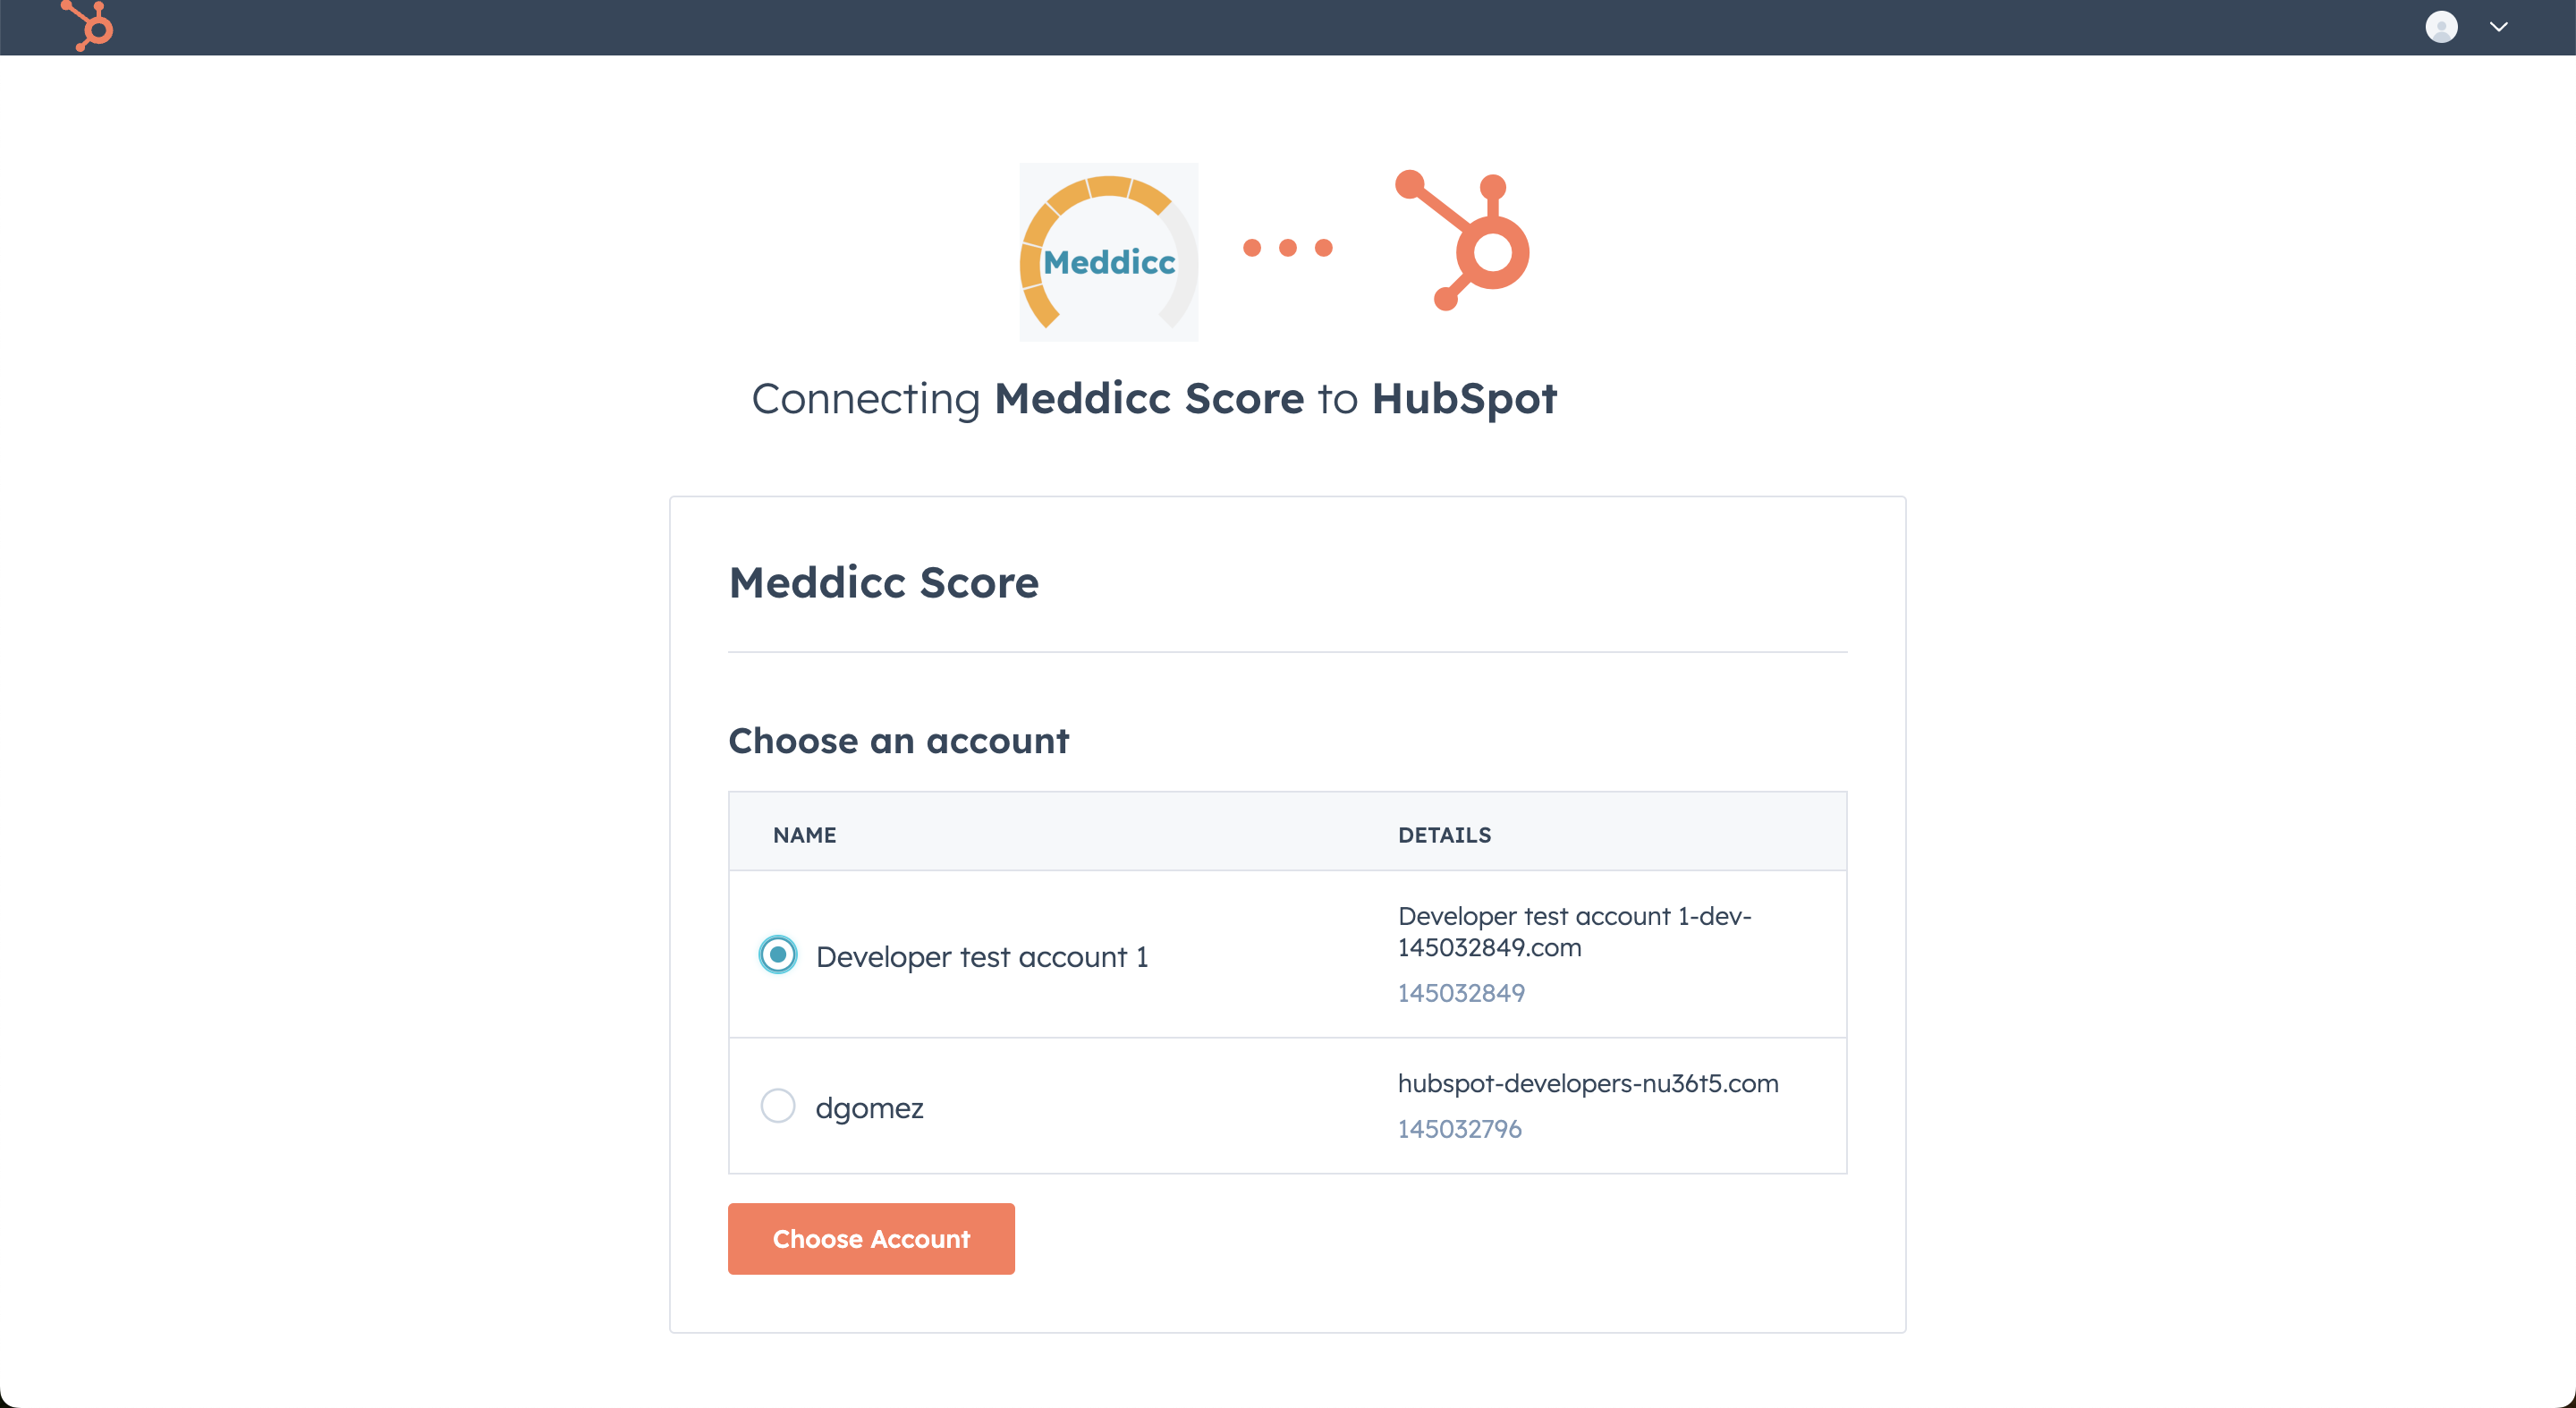 Meddicc
Connecting Meddicc Score to HubSpot
Meddicc Score
Choose an account
NAME
DETAILS
Developer test account 1
Developer test account 1-dev-
145032849.com
145032849
dgomez
hubspot-developers-nu36t5.com
145032796
Choose Account